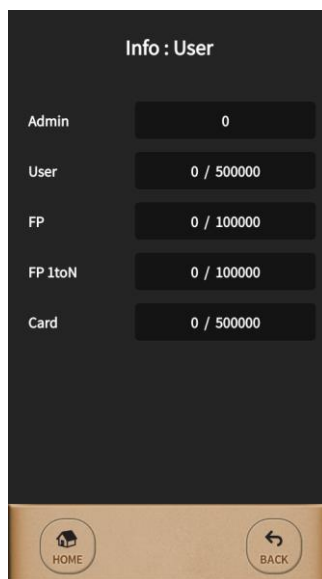 Info : User
Admin 0
User 0 / 500000
FP 0 / 100000
FP 1toN 0 / 100000
Card 0 / 500000
HOME BACK